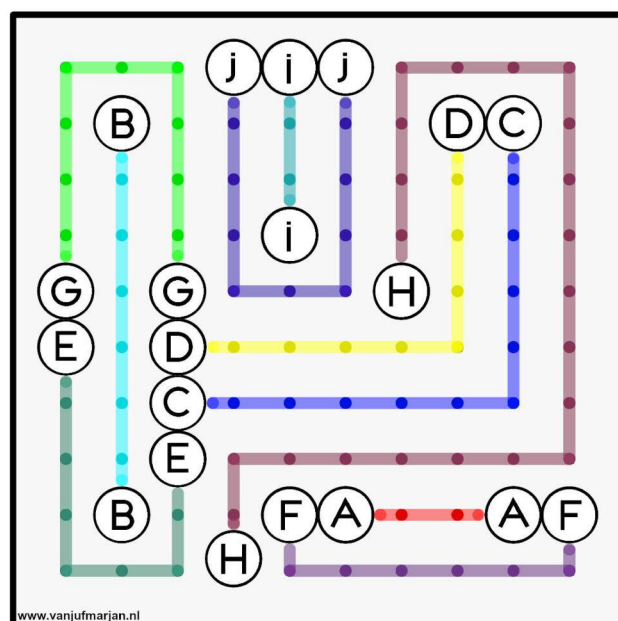 j i j
B D C
i
G G H
E D
C
E
B F A A F
H
www.vanjufmarjan.nl